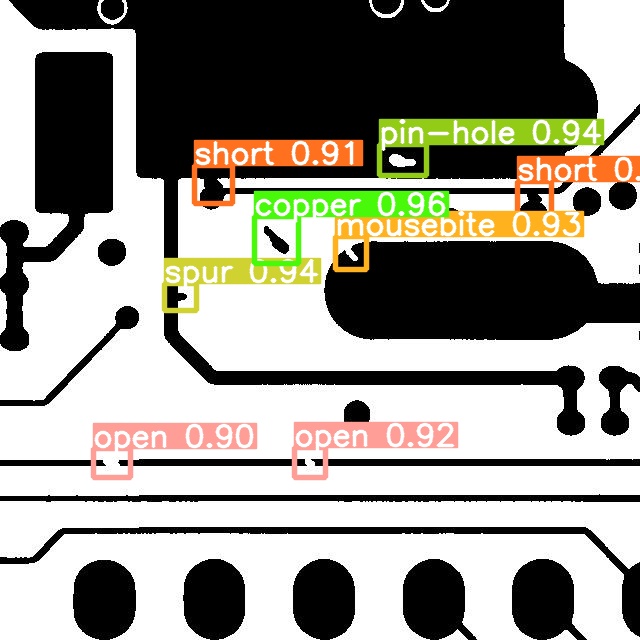 pin-hole 0.94
short 0.91
short 0.
copper 0.96
mousebite 0.93
spur 0.94
open 0.90
open 0.92